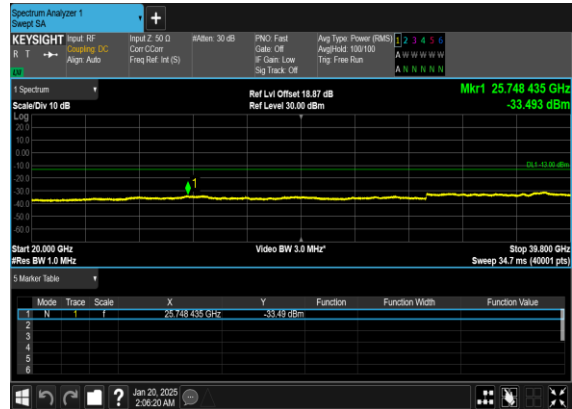 Spectrum Analyzer 1
Swept SA
+
KEYSIGHT Input: RF Input Z: 50 Ω #Atten: 30 dB PNO: Fast Avg Type: Power (RMS) 1 2 3 4 5 6
R T Coupling: DC Corr CCorr Gate: Off Avg|Hold: 100/100 A W W W W W
Align: Auto Freq Ref: Int (S) IF Gain: Low Trig: Free Run A N N N N N
Sig Track: Off
1 Spectrum Ref Lvl Offset 18.87 dB Mkr1 25.748 435 GHz
Scale/Div 10 dB Ref Level 30.00 dBm -33.493 dBm
Log
20.0
10.0
0.00
-10.0 DL1 -13.00 dBm
-20.0
-30.0 1
-40.0
-50.0
-60.0
Start 20.000 GHz Video BW 3.0 MHz* Stop 39.800 GHz
#Res BW 1.0 MHz Sweep 34.7 ms (40001 pts)
5 Marker Table
Mode Trace Scale X Y Function Function Width Function Value
1 N 1 f 25.748 435 GHz -33.49 dBm
2
3
4
5
6
? Jan 20, 2025
2:06:20 AM